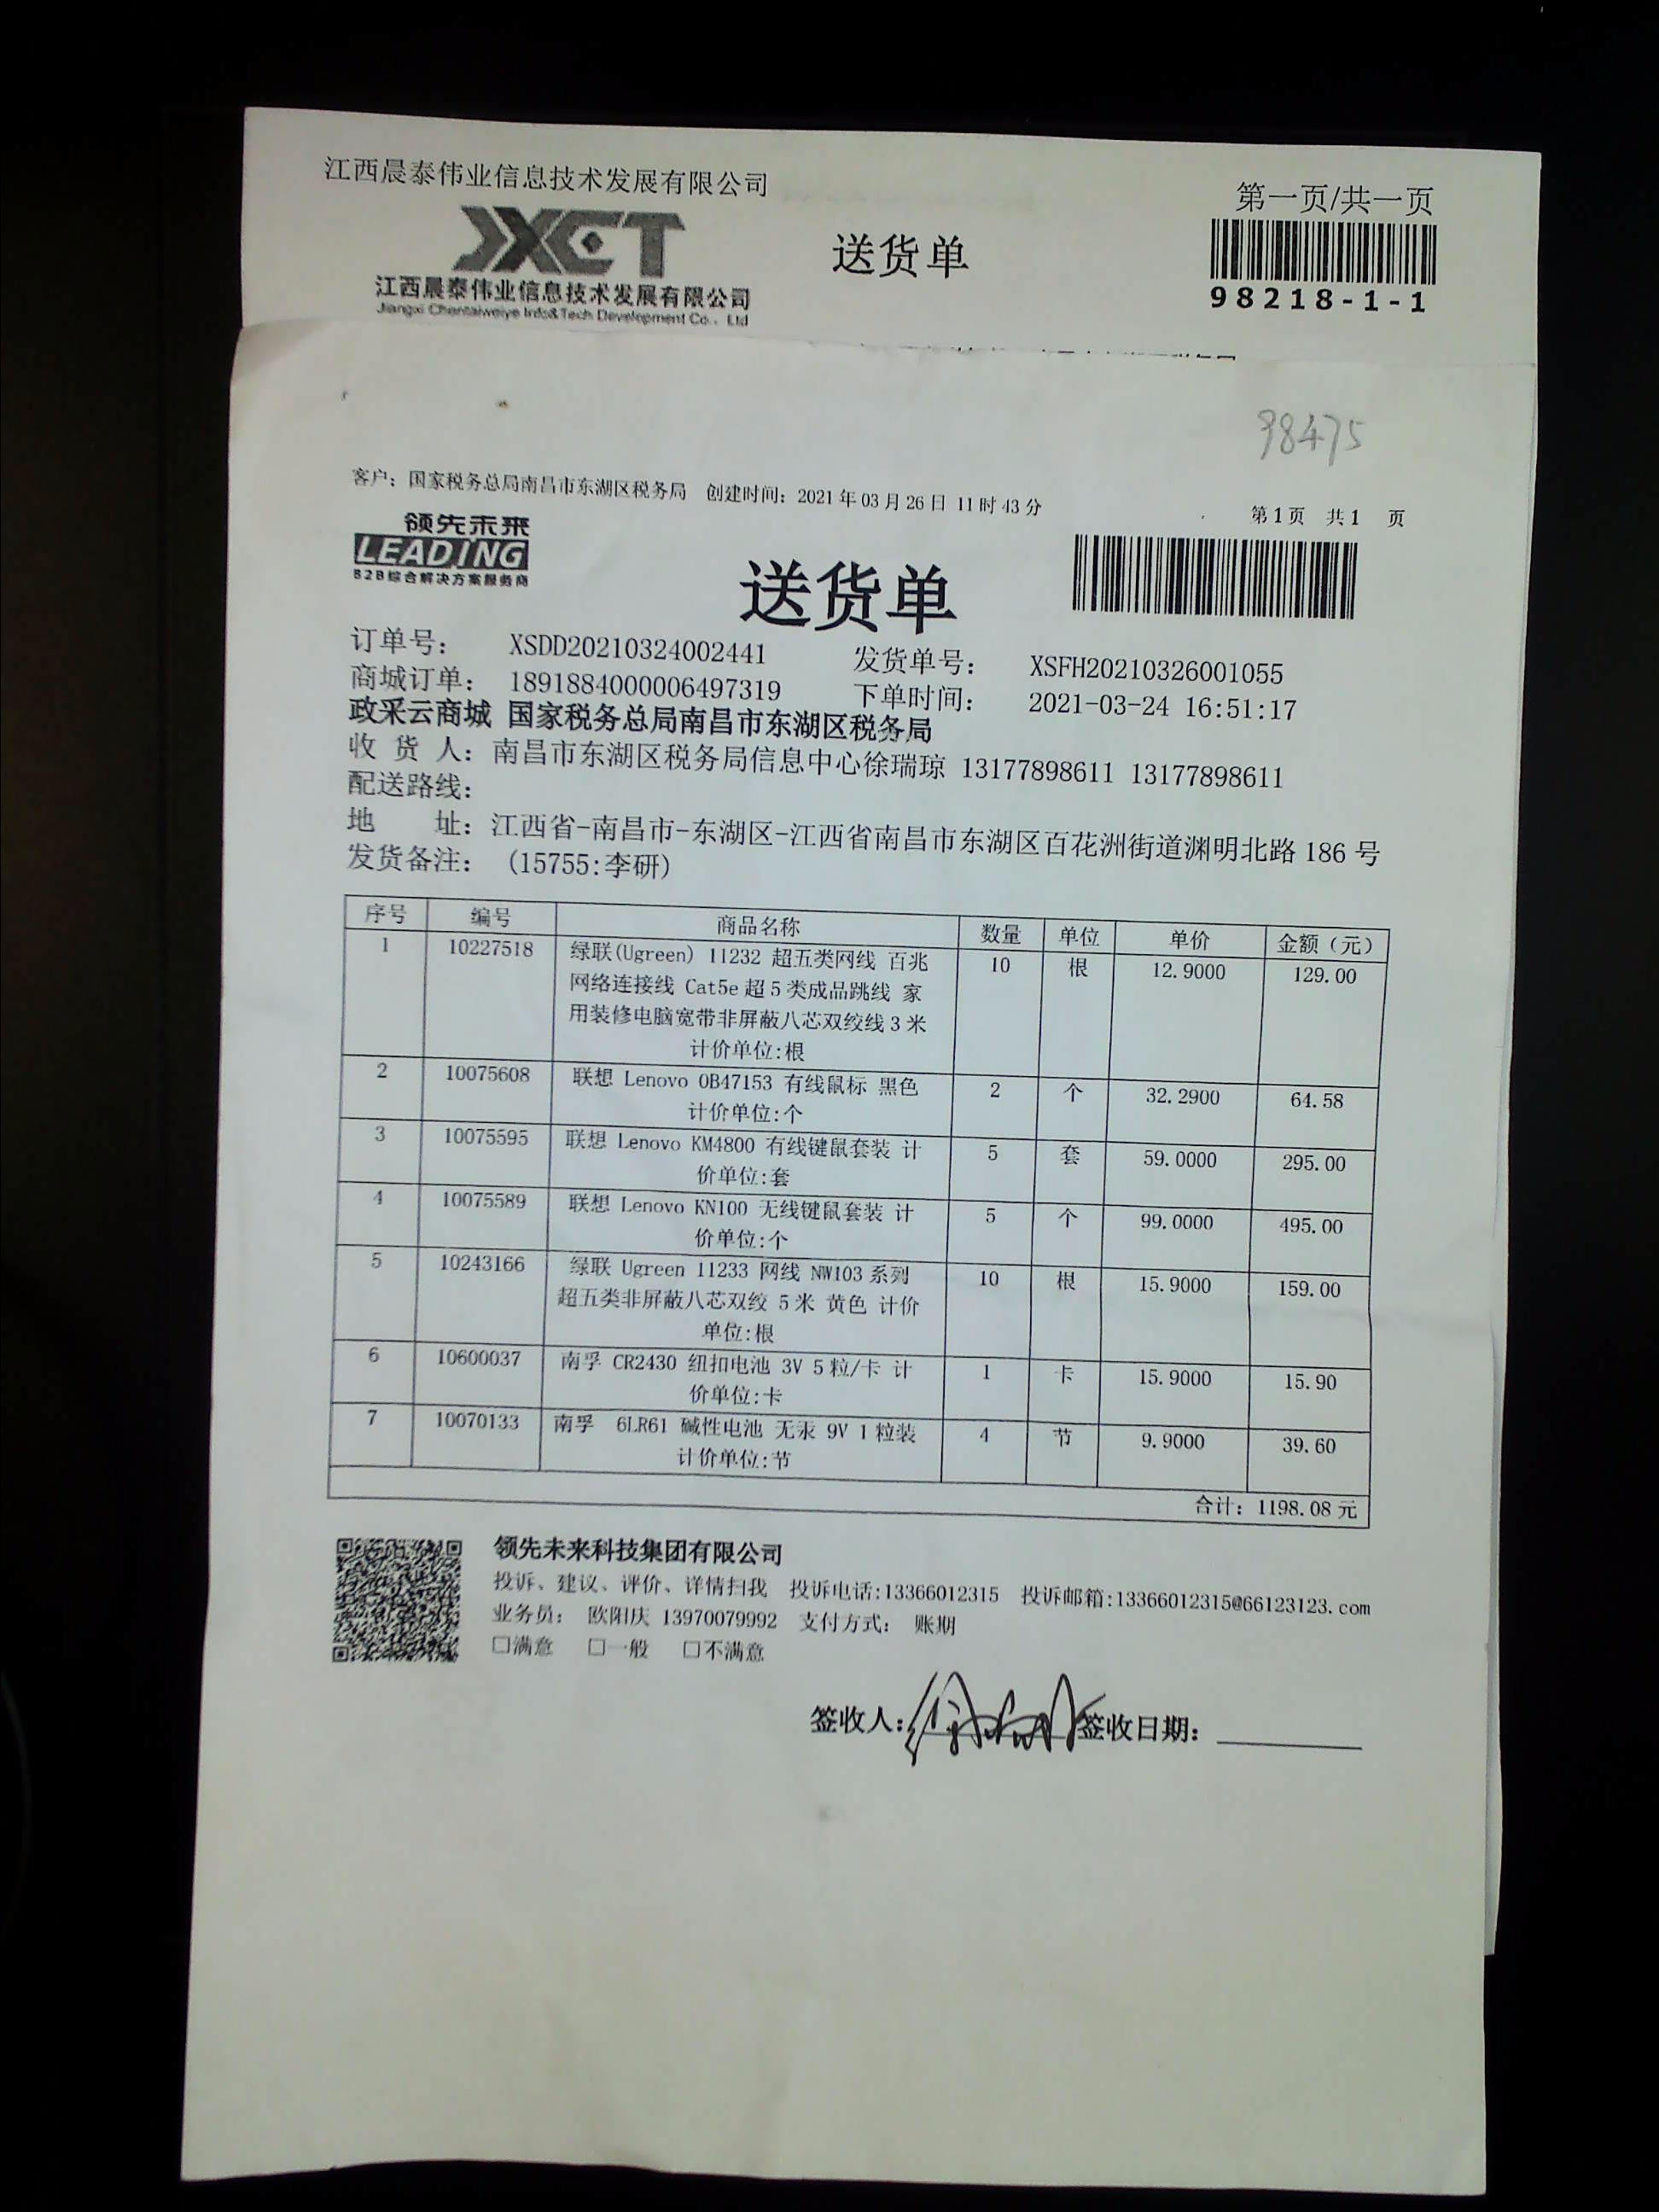 江西晨泰伟业信息技术发展有限公司
第一页/共一页
JXCT
送货单
江西晨泰伟业信息技术发展有限公司
Jiangxi Chentaiweiye Info&Tech Development Co., Ltd
98218-1-1
98475
客户：国家税务总局南昌市东湖区税务局 创建时间：2021年03月26日 11时43分
第1页 共1 页
领先未来
LEADING
B2B综合解决方案服务商
送货单
订单号： XSDD20210324002441 发货单号： XSFH20210326001055
商城订单： 1891884000006497319 下单时间： 2021-03-24 16:51:17
政采云商城 国家税务总局南昌市东湖区税务局
收 货 人：南昌市东湖区税务局信息中心徐瑞琼 13177898611 13177898611
配送路线：
地 址：江西省-南昌市-东湖区-江西省南昌市东湖区百花洲街道渊明北路186号
发货备注： (15755:李研)
序号 编号 商品名称 数量 单位 单价 金额（元）
1 10227518 绿联(Ugreen) 11232 超五类网线 百兆 10 根 12.9000 129.00
网络连接线 Cat5e超5类成品跳线 家
用装修电脑宽带非屏蔽八芯双绞线3米
计价单位:根
2 10075608 联想 Lenovo 0B47153 有线鼠标 黑色 2 个 32.2900 64.58
计价单位:个
3 10075595 联想 Lenovo KM4800 有线键鼠套装 计 5 套 59.0000 295.00
价单位:套
4 10075589 联想 Lenovo KN100 无线键鼠套装 计 5 个 99.0000 495.00
价单位:个
5 10243166 绿联 Ugreen 11233 网线 NW103系列 10 根 15.9000 159.00
超五类非屏蔽八芯双绞 5米 黄色 计价
单位:根
6 10600037 南孚 CR2430 纽扣电池 3V 5粒/卡 计 1 卡 15.9000 15.90
价单位:卡
7 10070133 南孚 6LR61 碱性电池 无汞 9V 1粒装 4 节 9.9000 39.60
计价单位:节
合计：1198.08元
领先未来科技集团有限公司
投诉、建议、评价、详情扫我 投诉电话:13366012315 投诉邮箱:13366012315@66123123.com
业务员： 欧阳庆 13970079992 支付方式： 账期
□满意 □一般 □不满意
签收人： 签收日期：